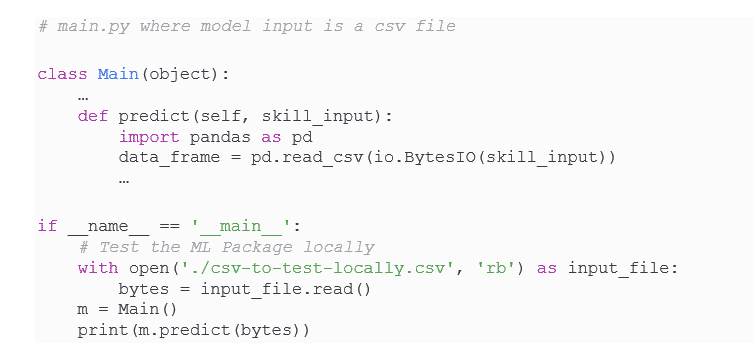 # main.py where model input is a csv file
class Main(object):
…
def predict(self, skill_input):
import pandas as pd
data_frame = pd.read_csv(io.BytesIO(skill_input))
…
if __name__ == '__main__':
# Test the ML Package locally
with open('./csv-to-test-locally.csv', 'rb') as input_file:
bytes = input_file.read()
m = Main()
print(m.predict(bytes))